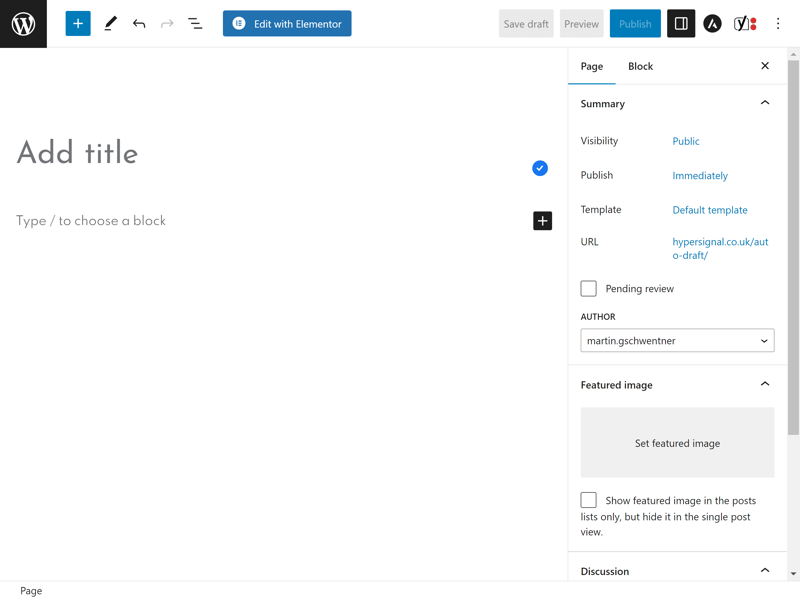 Edit with Elementor
Save draft
Preview
Publish
Page
Block
Add title
Type / to choose a block
Summary
Visibility
Public
Publish
Immediately
Template
Default template
URL
hypersignal.co.uk/aut
o-draft/
Pending review
AUTHOR
martin.gschwentner
Featured image
Set featured image
Show featured image in the posts
lists only, but hide it in the single post
view.
Discussion
Page